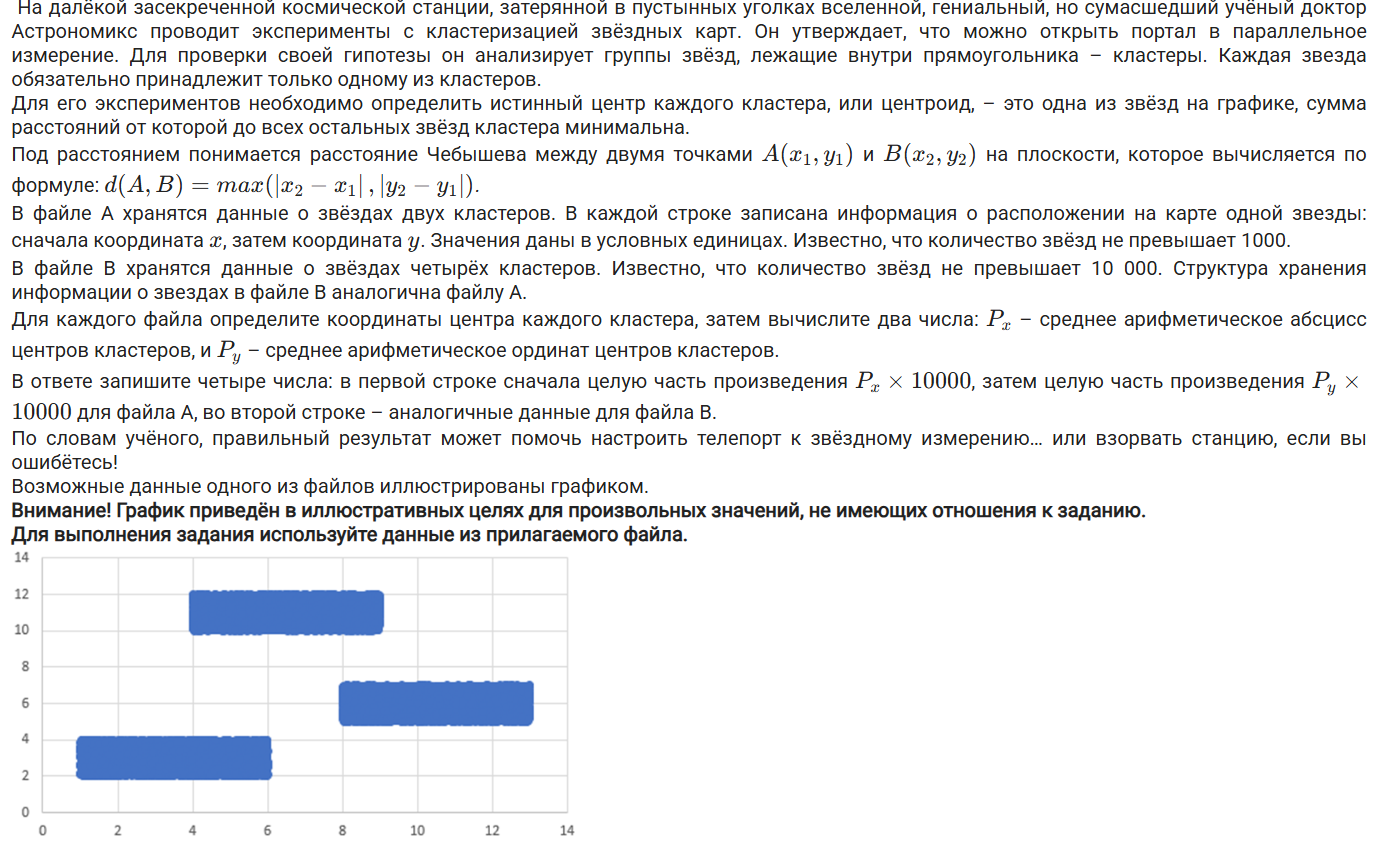 На далёкой засекреченной космической станции, затерянной в пустынных уголках вселенной, гениальный, но сумасшедший учёный доктор
Астрономикс проводит эксперименты с кластеризацией звёздных карт. Он утверждает, что можно открыть портал в параллельное
измерение. Для проверки своей гипотезы он анализирует группы звёзд, лежащие внутри прямоугольника – кластеры. Каждая звезда
обязательно принадлежит только одному из кластеров.
Для его экспериментов необходимо определить истинный центр каждого кластера, или центроид, – это одна из звёзд на графике, сумма
расстояний от которой до всех остальных звёзд кластера минимальна.
Под расстоянием понимается расстояние Чебышева между двумя точками A(x₁, y₁) и B(x₂, y₂) на плоскости, которое вычисляется по
формуле: d(A, B) = max(|x₂ − x₁| , |y₂ − y₁|).
В файле А хранятся данные о звёздах двух кластеров. В каждой строке записана информация о расположении на карте одной звезды:
сначала координата x, затем координата y. Значения даны в условных единицах. Известно, что количество звёзд не превышает 1000.
В файле В хранятся данные о звёздах четырёх кластеров. Известно, что количество звёзд не превышает 10 000. Структура хранения
информации о звездах в файле В аналогична файлу А.
Для каждого файла определите координаты центра каждого кластера, затем вычислите два числа: Pₓ – среднее арифметическое абсцисс
центров кластеров, и P_y – среднее арифметическое ординат центров кластеров.
В ответе запишите четыре числа: в первой строке сначала целую часть произведения Pₓ × 10000, затем целую часть произведения P_y ×
10000 для файла А, во второй строке – аналогичные данные для файла В.
По словам учёного, правильный результат может помочь настроить телепорт к звёздному измерению... или взорвать станцию, если вы
ошибётесь!
Возможные данные одного из файлов иллюстрированы графиком.
Внимание! График приведён в иллюстративных целях для произвольных значений, не имеющих отношения к заданию.
Для выполнения задания используйте данные из прилагаемого файла.
14
12
10
8
6
4
2
0
0 2 4 6 8 10 12 14